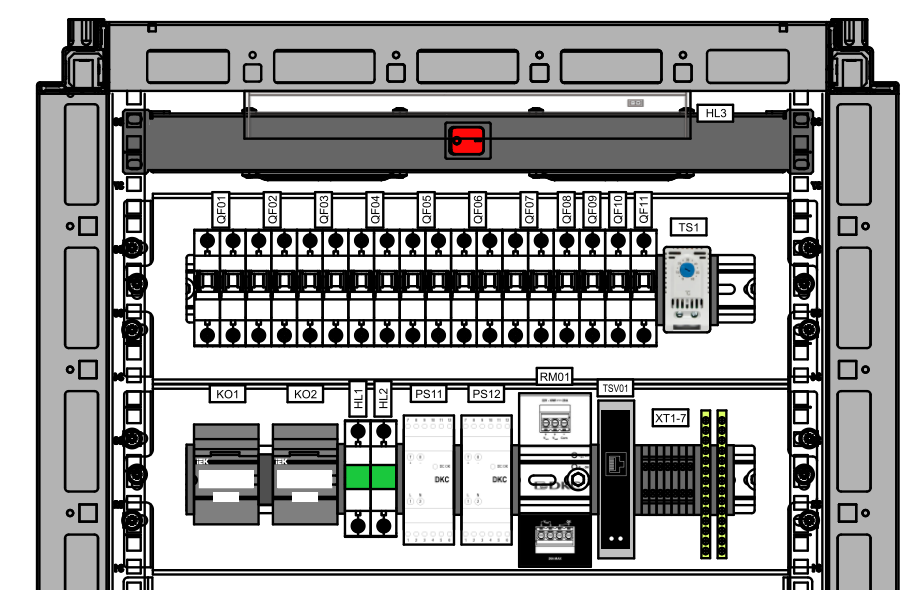 HL3
QF01
QF02
QF03
QF04
QF05
QF06
QF07
QF08
QF09
QF10
QF11
TS1
°C
KO1
KO2
HL1
HL2
PS11
PS12
RM01
TSV01
XT1-7
IEK
IEK
DKC
DKC